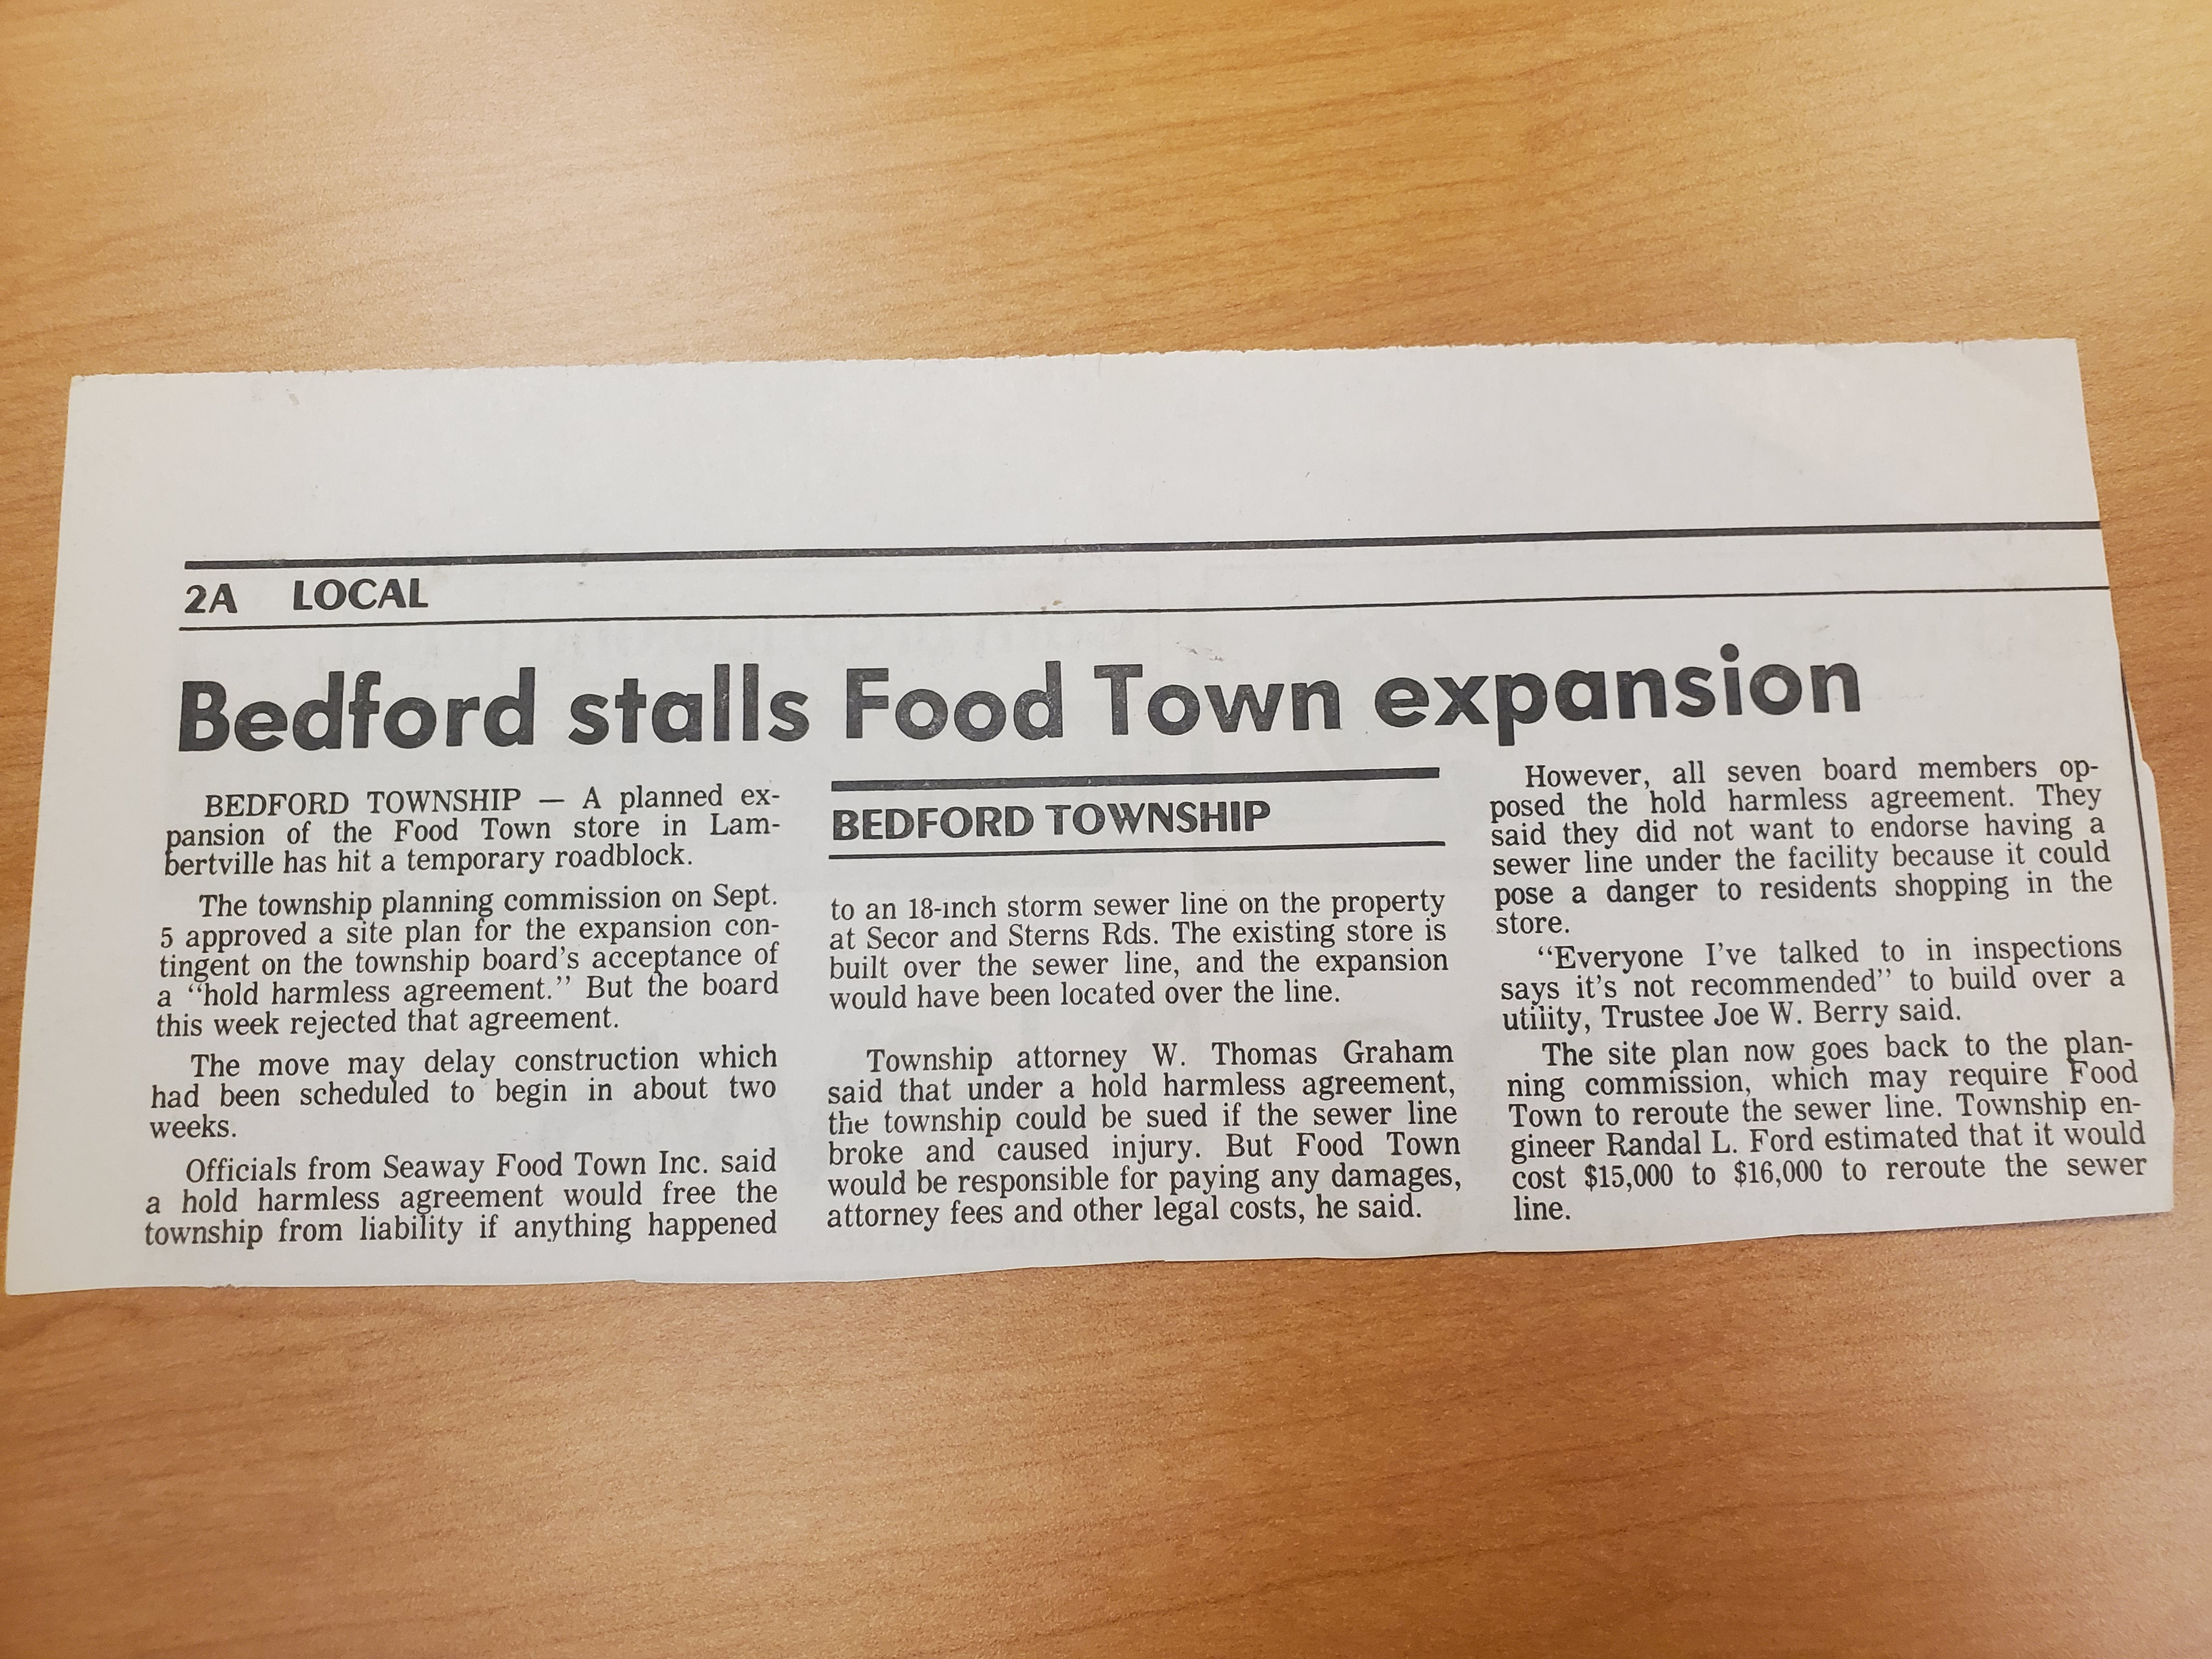 2A LOCAL
Bedford stalls Food Town expansion
BEDFORD TOWNSHIP — A planned ex-
pansion of the Food Town store in Lam-
bertville has hit a temporary roadblock.
The township planning commission on Sept.
5 approved a site plan for the expansion con-
tingent on the township board's acceptance of
a “hold harmless agreement.” But the board
this week rejected that agreement.
The move may delay construction which
had been scheduled to begin in about two
weeks.
Officials from Seaway Food Town Inc. said
a hold harmless agreement would free the
township from liability if anything happened
BEDFORD TOWNSHIP
to an 18-inch storm sewer line on the property
at Secor and Sterns Rds. The existing store is
built over the sewer line, and the expansion
would have been located over the line.
Township attorney W. Thomas Graham
said that under a hold harmless agreement,
the township could be sued if the sewer line
broke and caused injury. But Food Town
would be responsible for paying any damages,
attorney fees and other legal costs, he said.
However, all seven board members op-
posed the hold harmless agreement. They
said they did not want to endorse having a
sewer line under the facility because it could
pose a danger to residents shopping in the
store.
“Everyone I've talked to in inspections
says it's not recommended” to build over a
utility, Trustee Joe W. Berry said.
The site plan now goes back to the plan-
ning commission, which may require Food
Town to reroute the sewer line. Township en-
gineer Randal L. Ford estimated that it would
cost $15,000 to $16,000 to reroute the sewer
line.